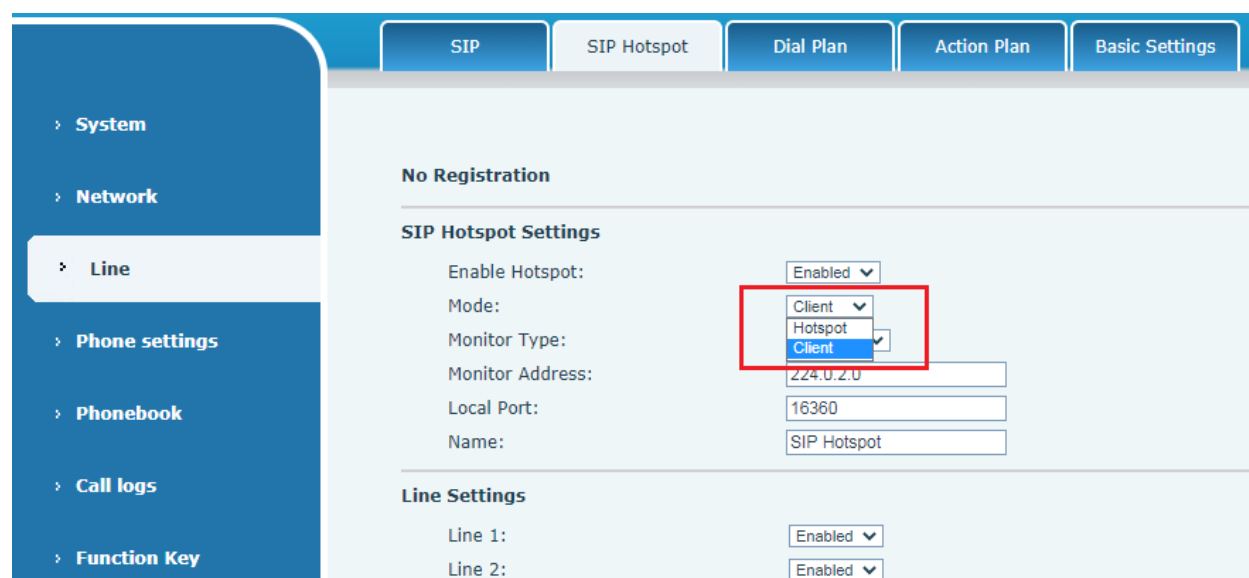 SIP SIP Hotspot Dial Plan Action Plan Basic Settings
System
Network
Line
Phone settings
Phonebook
Call logs
Function Key
No Registration
SIP Hotspot Settings
Enable Hotspot: Enabled
Mode: Client
Hotspot
Client
Monitor Type:
Monitor Address: 224.0.2.0
Local Port: 16360
Name: SIP Hotspot
Line Settings
Line 1: Enabled
Line 2: Enabled